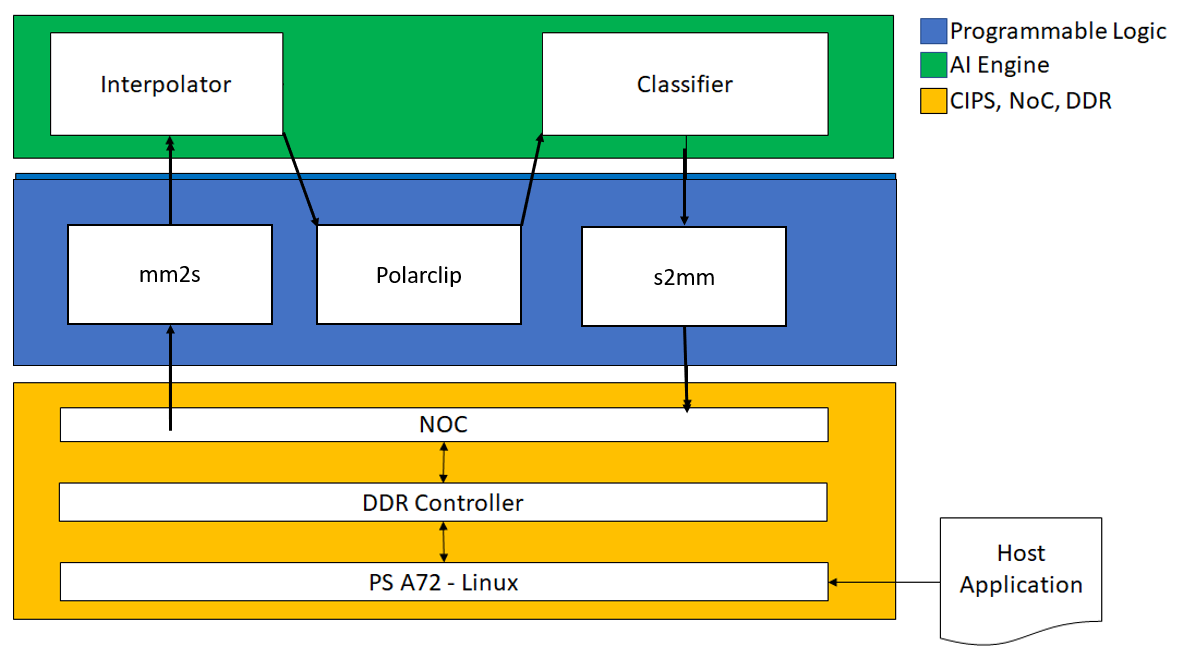 Interpolator
Classifier
Programmable Logic
AI Engine
CIPS, NoC, DDR
mm2s
Polarclip
s2mm
NOC
DDR Controller
PS A72 - Linux
Host
Application